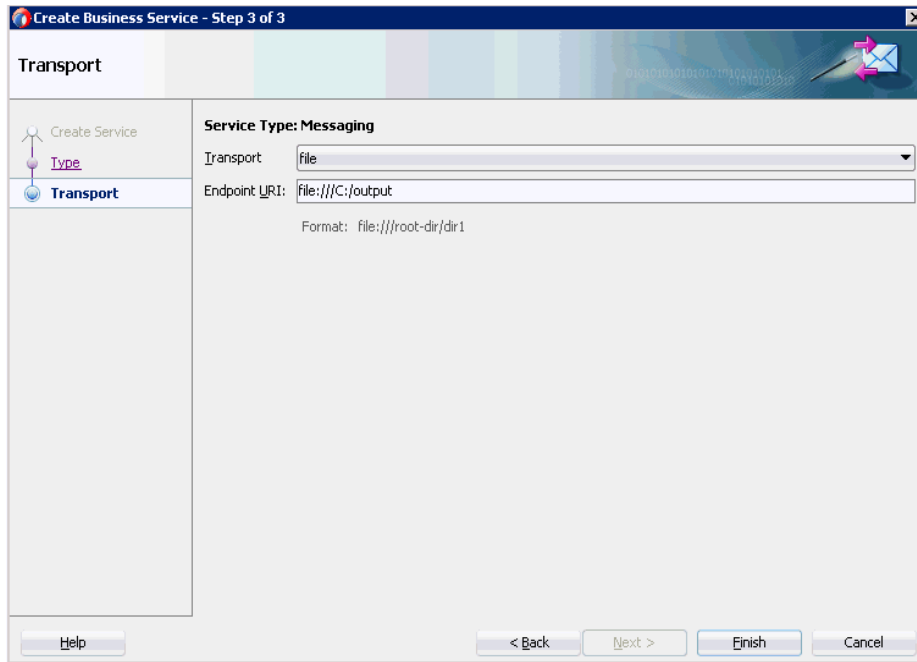 Create Business Service - Step 3 of 3
Transport
Create Service
Type
Transport
Service Type: Messaging
Transport
file
Endpoint URI:
file:///C:/output
Format: file:///root-dir/dir1
Help
< Back
Next >
Finish
Cancel